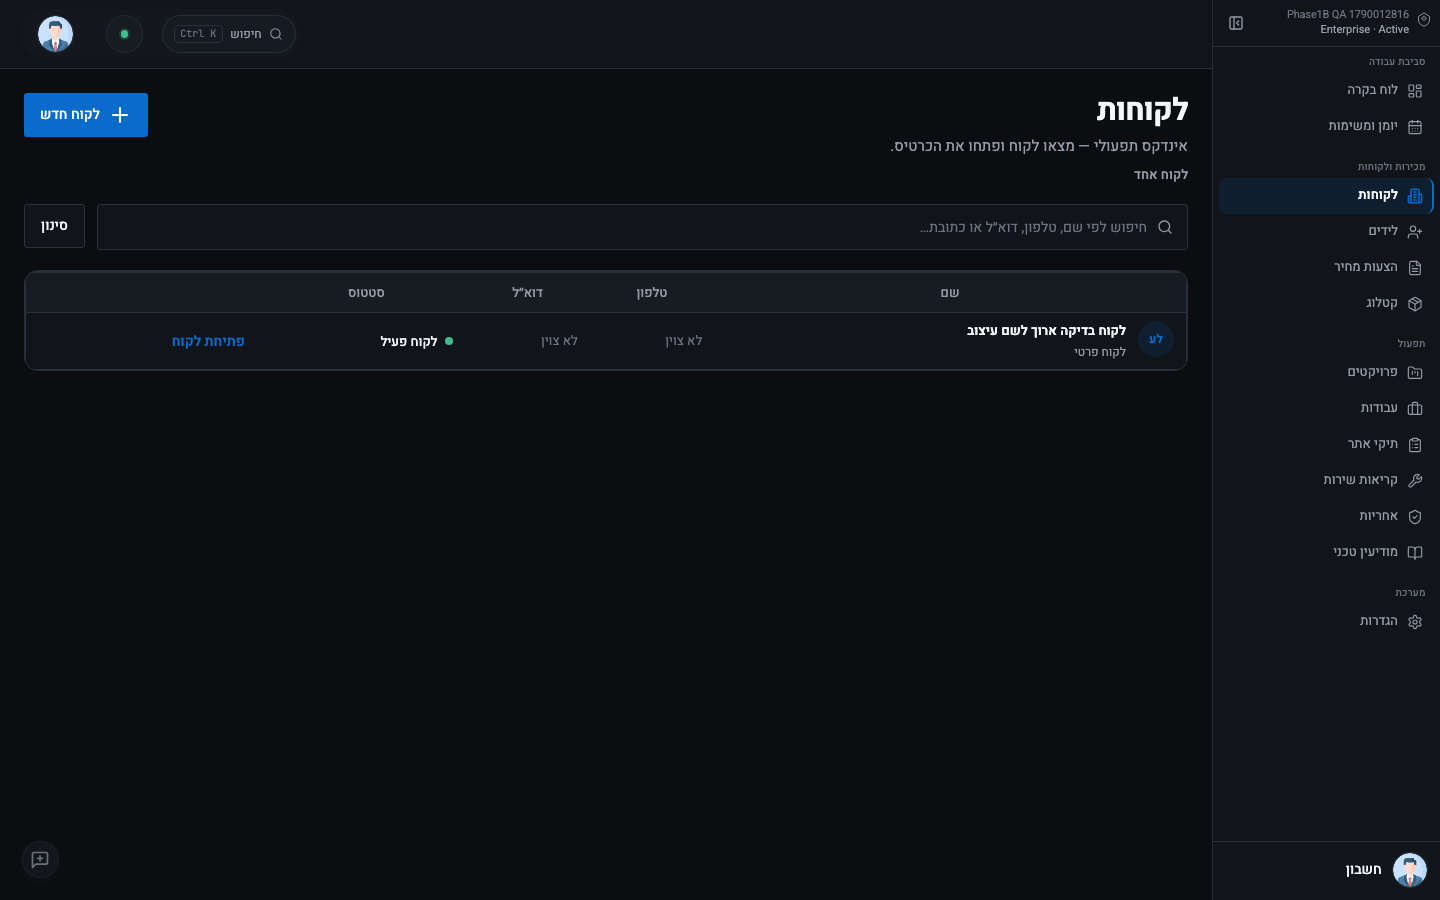 Phase1B QA 1790012816
Enterprise · Active
סביבת עבודה
לוח בקרה
יומן ומשימות
מכירות ולקוחות
לקוחות
לידים
הצעות מחיר
קטלוג
תפעול
פרויקטים
עבודות
תיקי אתר
קריאות שירות
אחריות
מודיעין טכני
מערכת
הגדרות
חשבון
חיפוש Ctrl K
לקוחות
אינדקס תפעולי — מצאו לקוח ופתחו את הכרטיס.
לקוח אחד
לקוח חדש
חיפוש לפי שם, טלפון, דוא״ל או כתובת...
סינון
שם טלפון דוא״ל סטטוס
לע לקוח בדיקה ארוך לשם עיצוב לא צוין לא צוין לקוח פעיל פתיחת לקוח
לקוח פרטי